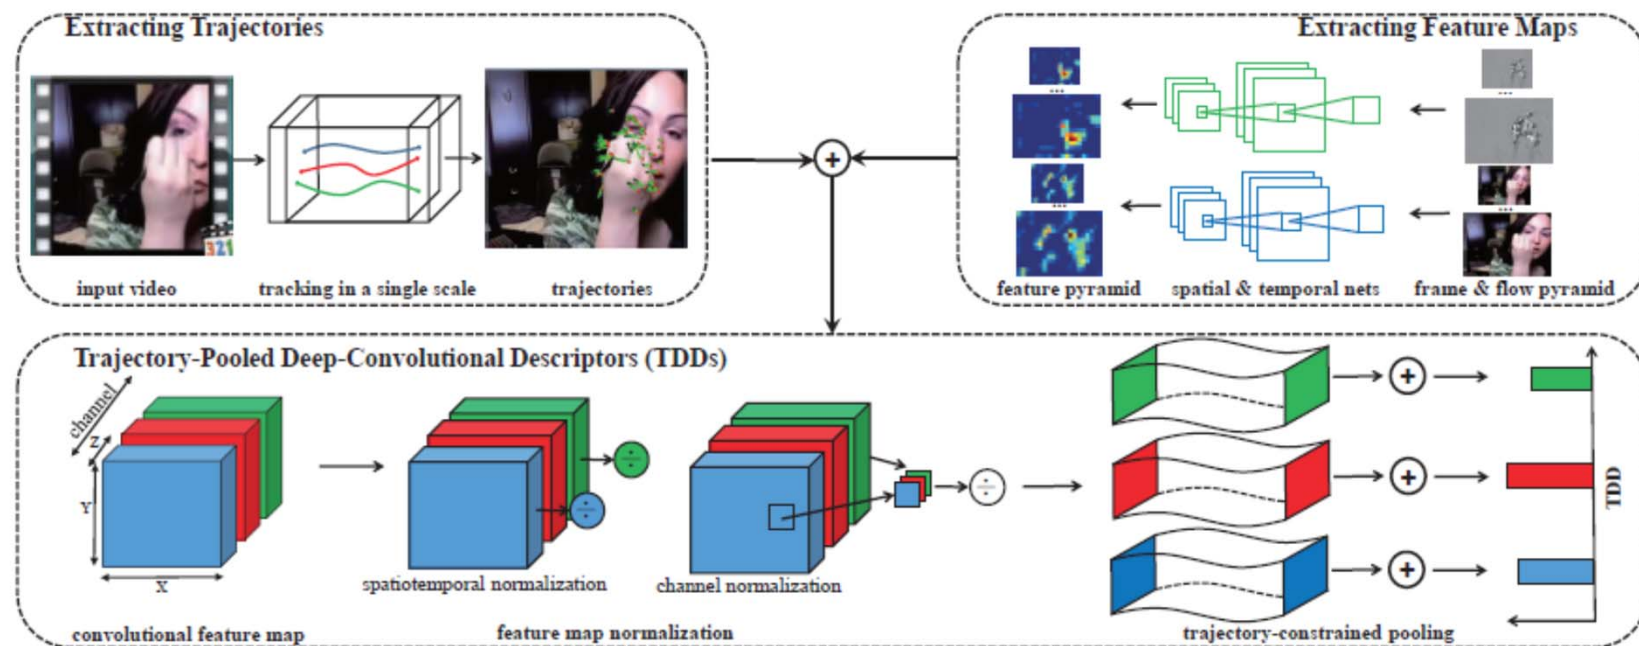 Extracting Trajectories
Extracting Feature Maps
...
...
...
...
321
input video
tracking in a single scale
trajectories
feature pyramid
spatial & temporal nets
frame & flow pyramid
+
Trajectory-Pooled Deep-Convolutional Descriptors (TDDs)
channel
Z
Y
X
÷
÷
÷
+
+
+
TDD
spatiotemporal normalization
channel normalization
convolutional feature map
feature map normalization
trajectory-constrained pooling